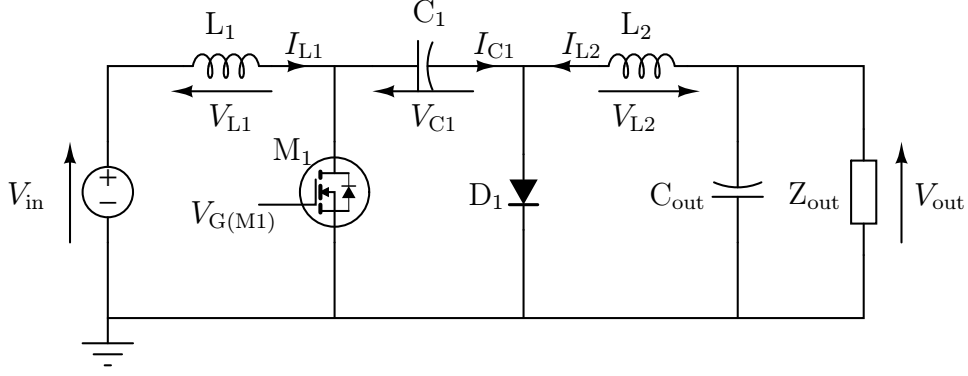 L1
C1
L2
IL1
IC1
IL2
VL1
VC1
VL2
M1
Vin
+
−
VG(M1)
D1
Cout
Zout
Vout